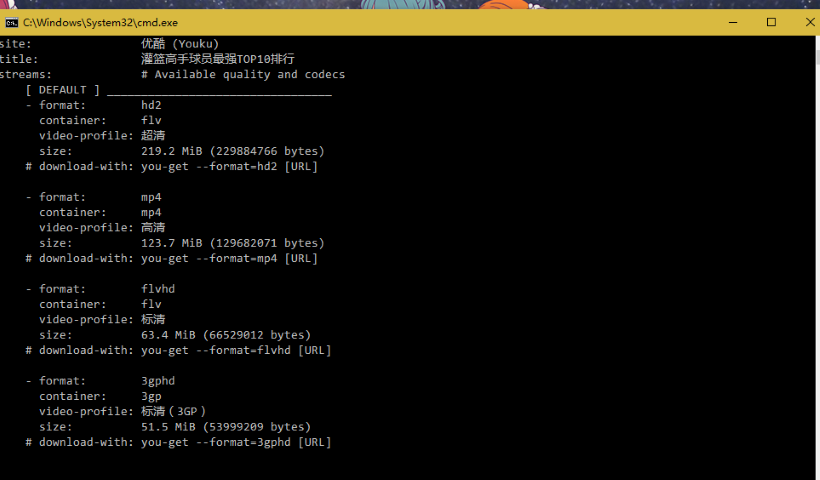 C:\Windows\System32\cmd.exe
site: 优酷 (Youku)
title: 灌篮高手球员最强TOP10排行
streams: # Available quality and codecs
[ DEFAULT ] _________________________________
- format: hd2
container: flv
video-profile: 超清
size: 219.2 MiB (229884766 bytes)
# download-with: you-get --format=hd2 [URL]
- format: mp4
container: mp4
video-profile: 高清
size: 123.7 MiB (129682071 bytes)
# download-with: you-get --format=mp4 [URL]
- format: flvhd
container: flv
video-profile: 标清
size: 63.4 MiB (66529012 bytes)
# download-with: you-get --format=flvhd [URL]
- format: 3gphd
container: 3gp
video-profile: 标清（3GP）
size: 51.5 MiB (53999209 bytes)
# download-with: you-get --format=3gphd [URL]